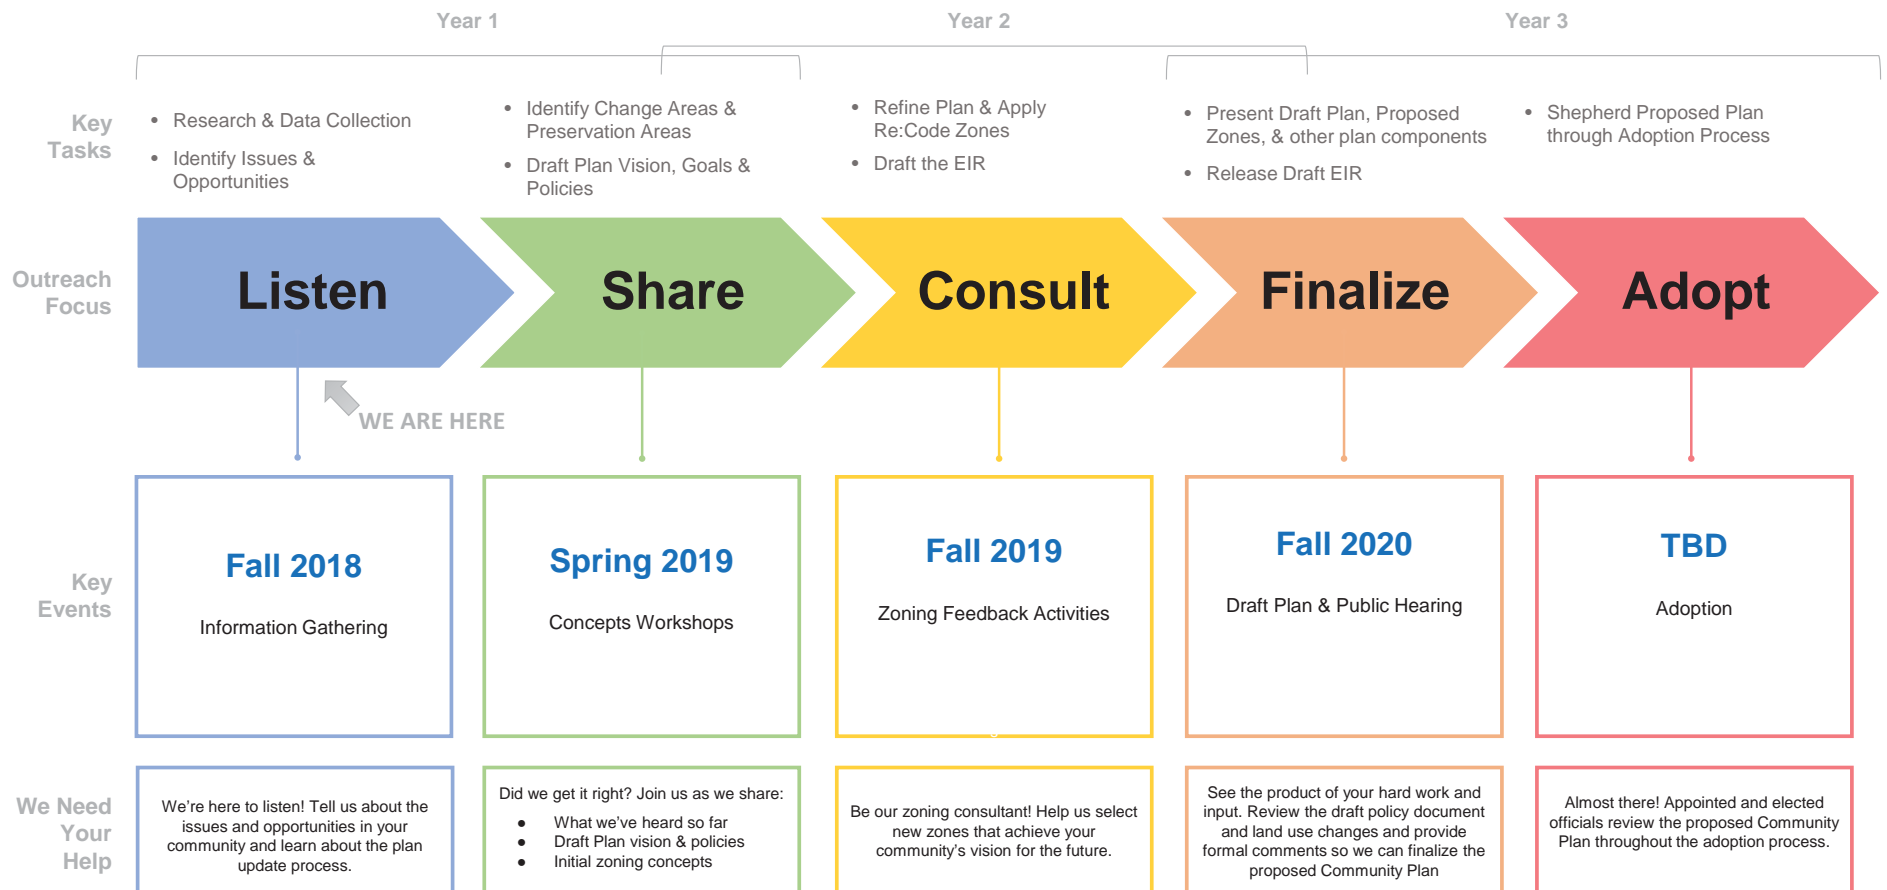 Year 1
Year 2
Year 3
Key
Tasks
• Research & Data Collection
• Identify Issues &
Opportunities
• Identify Change Areas &
Preservation Areas
• Draft Plan Vision, Goals &
Policies
• Refine Plan & Apply
Re:Code Zones
• Draft the EIR
• Present Draft Plan, Proposed
Zones, & other plan components
• Release Draft EIR
• Shepherd Proposed Plan
through Adoption Process
Outreach
Focus
Listen
Share
Consult
Finalize
Adopt
WE ARE HERE
Key
Events
Fall 2018
Information Gathering
Spring 2019
Concepts Workshops
Fall 2019
Zoning Feedback Activities
Fall 2020
Draft Plan & Public Hearing
TBD
Adoption
We Need
Your
Help
We're here to listen! Tell us about the
issues and opportunities in your
community and learn about the plan
update process.
Did we get it right? Join us as we share:
● What we've heard so far
● Draft Plan vision & policies
● Initial zoning concepts
Be our zoning consultant! Help us select
new zones that achieve your
community's vision for the future.
See the product of your hard work and
input. Review the draft policy document
and land use changes and provide
formal comments so we can finalize the
proposed Community Plan
Almost there! Appointed and elected
officials review the proposed Community
Plan throughout the adoption process.